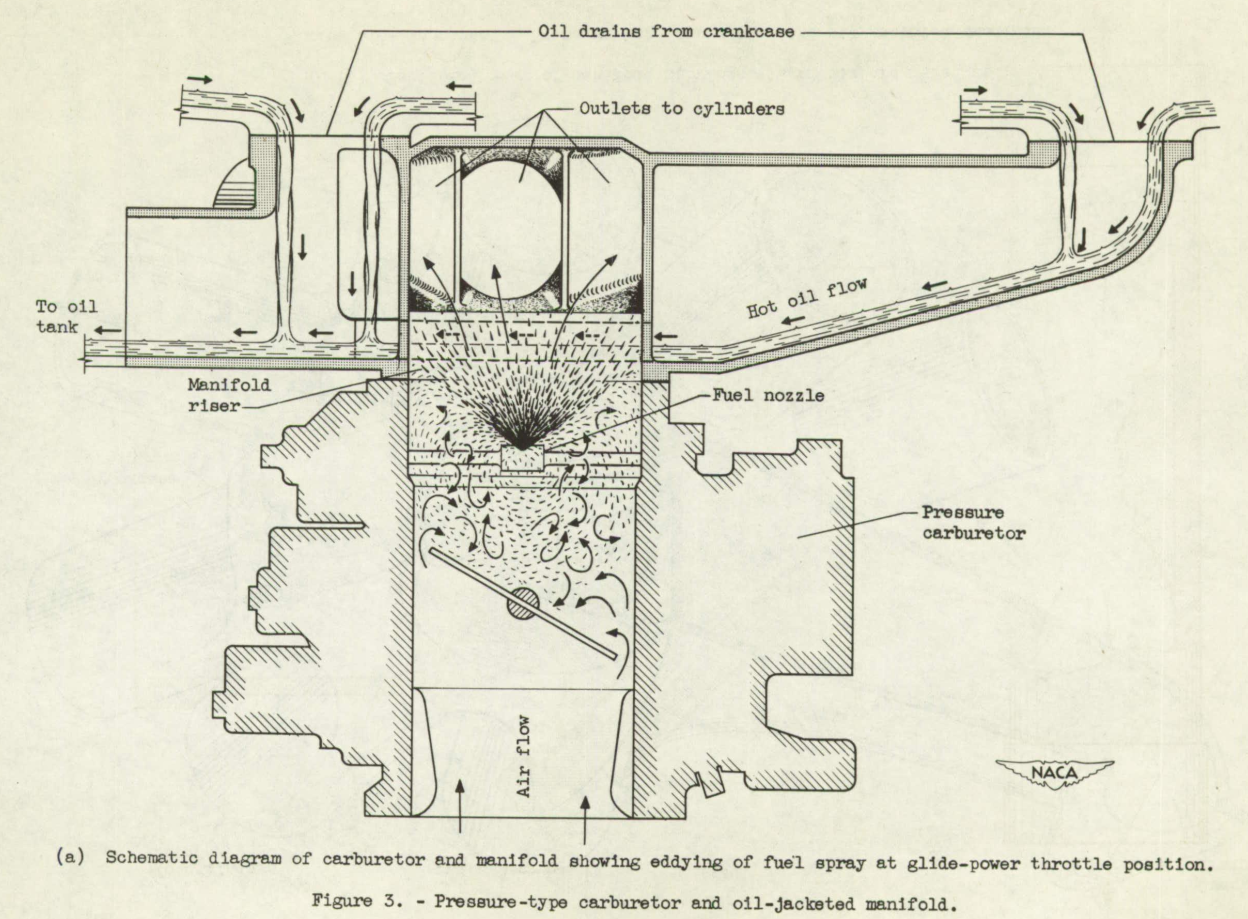 Oil drains from crankcase
Outlets to cylinders
Hot oil flow
To oil
tank
Manifold
riser
Fuel nozzle
Pressure
carburetor
Air flow
NACA
(a) Schematic diagram of carburetor and manifold showing eddying of fuel spray at glide-power throttle position.
Figure 3. - Pressure-type carburetor and oil-jacketed manifold.